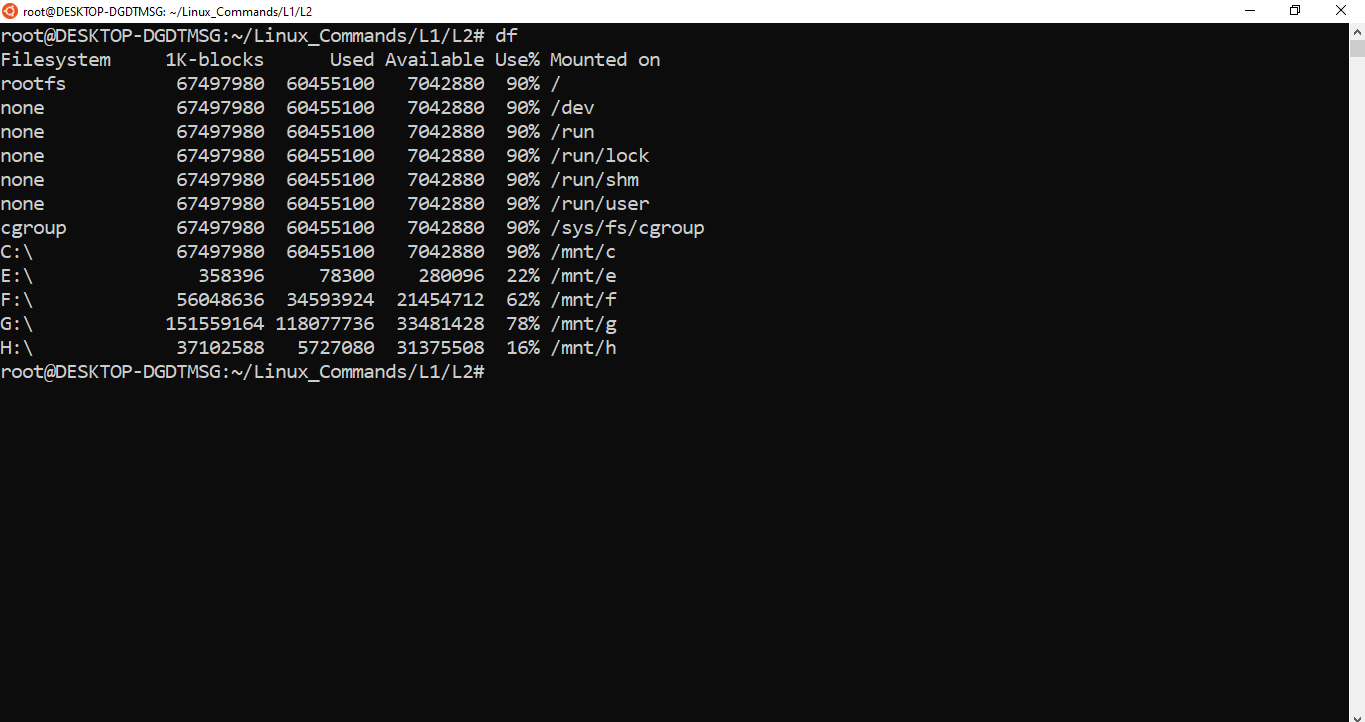 root@DESKTOP-DGDTMSG: ~/Linux_Commands/L1/L2
root@DESKTOP-DGDTMSG:~/Linux_Commands/L1/L2# df
Filesystem     1K-blocks      Used Available Use% Mounted on
rootfs          67497980  60455100   7042880  90% /
none            67497980  60455100   7042880  90% /dev
none            67497980  60455100   7042880  90% /run
none            67497980  60455100   7042880  90% /run/lock
none            67497980  60455100   7042880  90% /run/shm
none            67497980  60455100   7042880  90% /run/user
cgroup          67497980  60455100   7042880  90% /sys/fs/cgroup
C:\             67497980  60455100   7042880  90% /mnt/c
E:\               358396     78300    280096  22% /mnt/e
F:\             56048636  34593924  21454712  62% /mnt/f
G:\            151559164 118077736  33481428  78% /mnt/g
H:\             37102588   5727080  31375508  16% /mnt/h
root@DESKTOP-DGDTMSG:~/Linux_Commands/L1/L2#